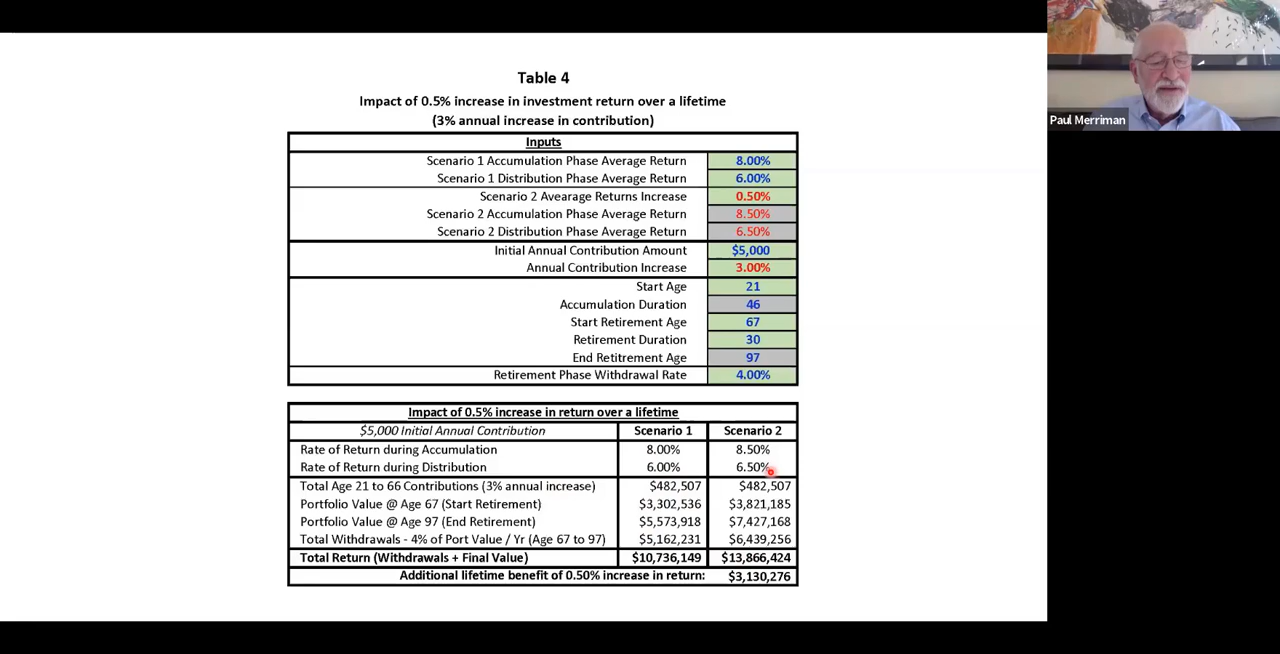 Table 4
Impact of 0.5% increase in investment return over a lifetime
(3% annual increase in contribution)
Inputs
Scenario 1 Accumulation Phase Average Return 8.00%
Scenario 1 Distribution Phase Average Return 6.00%
Scenario 2 Avearage Returns Increase 0.50%
Scenario 2 Accumulation Phase Average Return 8.50%
Scenario 2 Distribution Phase Average Return 6.50%
Initial Annual Contribution Amount $5,000
Annual Contribution Increase 3.00%
Start Age 21
Accumulation Duration 46
Start Retirement Age 67
Retirement Duration 30
End Retitrement Age 97
Retirement Phase Withdrawal Rate 4.00%
Impact of 0.5% increase in return over a lifetime
$5,000 Initial Annual Contribution Scenario 1 Scenario 2
Rate of Return during Accumulation 8.00% 8.50%
Rate of Return during Distribution 6.00% 6.50%
Total Age 21 to 66 Contributions (3% annual increase) $482,507 $482,507
Portfolio Value @ Age 67 (Start Retirement) $3,302,536 $3,821,185
Portfolio Value @ Age 97 (End Retirement) $5,573,918 $7,427,168
Total Withdrawals - 4% of Port Value / Yr (Age 67 to 97) $5,162,231 $6,439,256
Total Return (Withdrawals + Final Value) $10,736,149 $13,866,424
Additional lifetime benefit of 0.50% increase in return: $3,130,276
Paul Merriman